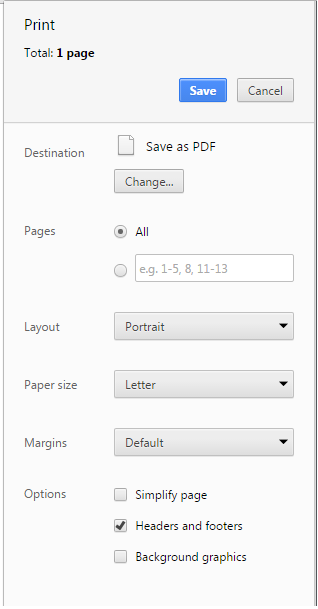 Print
Total: 1 page
Save Cancel
Destination Save as PDF
Change...
Pages All
e.g. 1-5, 8, 11-13
Layout Portrait
Paper size Letter
Margins Default
Options Simplify page
Headers and footers
Background graphics